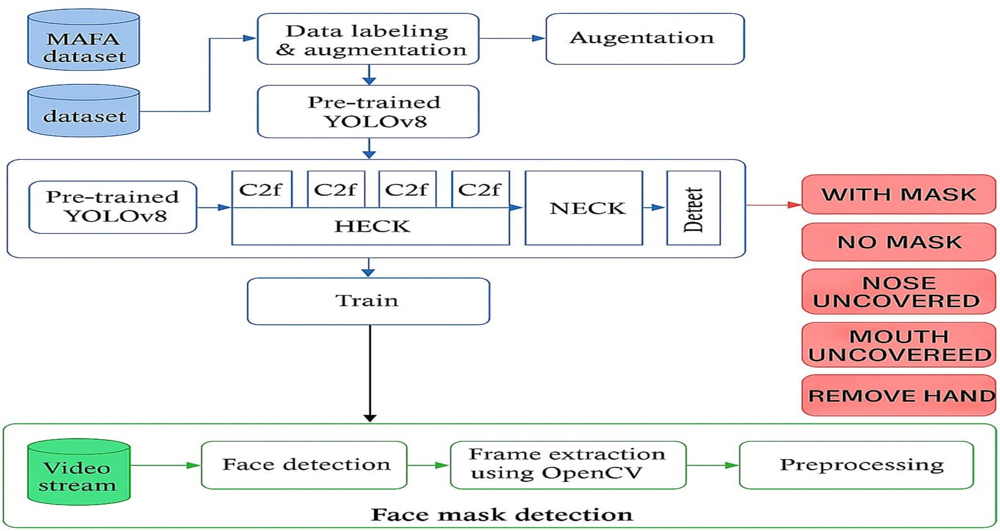 MAFA
dataset
Data labeling
& augmentation
Augentation
dataset
Pre-trained
YOLOv8
Pre-trained
YOLOv8
C2f
C2f
C2f
C2f
HECK
NECK
Deteet
WITH MASK
NO MASK
NOSE
UNCOVERED
MOUTH
UNCOVEREED
REMOVE HAND
Train
Video
stream
Face detection
Frame extraction
using OpenCV
Preprocessing
Face mask detection